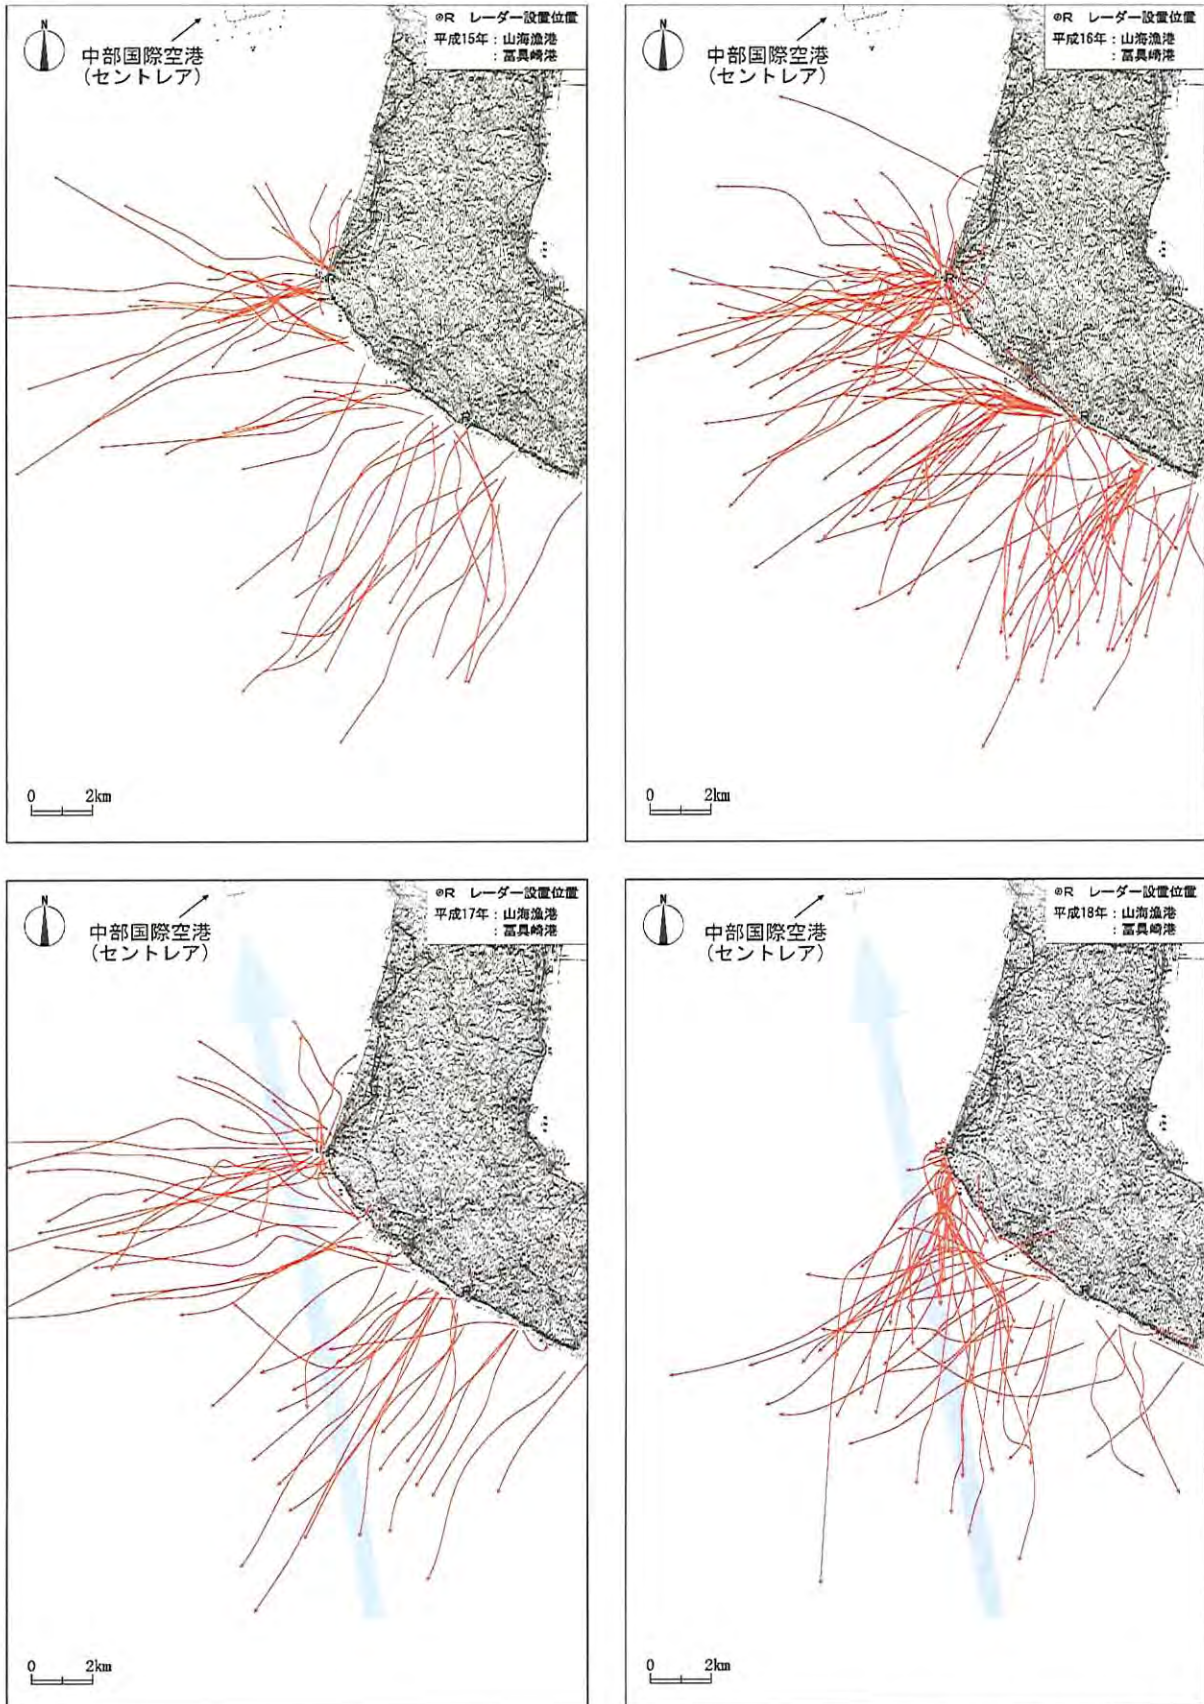 N
中部国際空港
(セントレア)
◎R レーダー設置位置
平成15年:山海漁港
:冨具崎港
R
R
0 2km
N
中部国際空港
(セントレア)
◎R レーダー設置位置
平成16年:山海漁港
:冨具崎港
0 2km
N
中部国際空港
(セントレア)
◎R レーダー設置位置
平成17年:山海漁港
:冨具崎港
0 2km
N
中部国際空港
(セントレア)
◎R レーダー設置位置
平成18年:山海漁港
:冨具崎港
0 2km